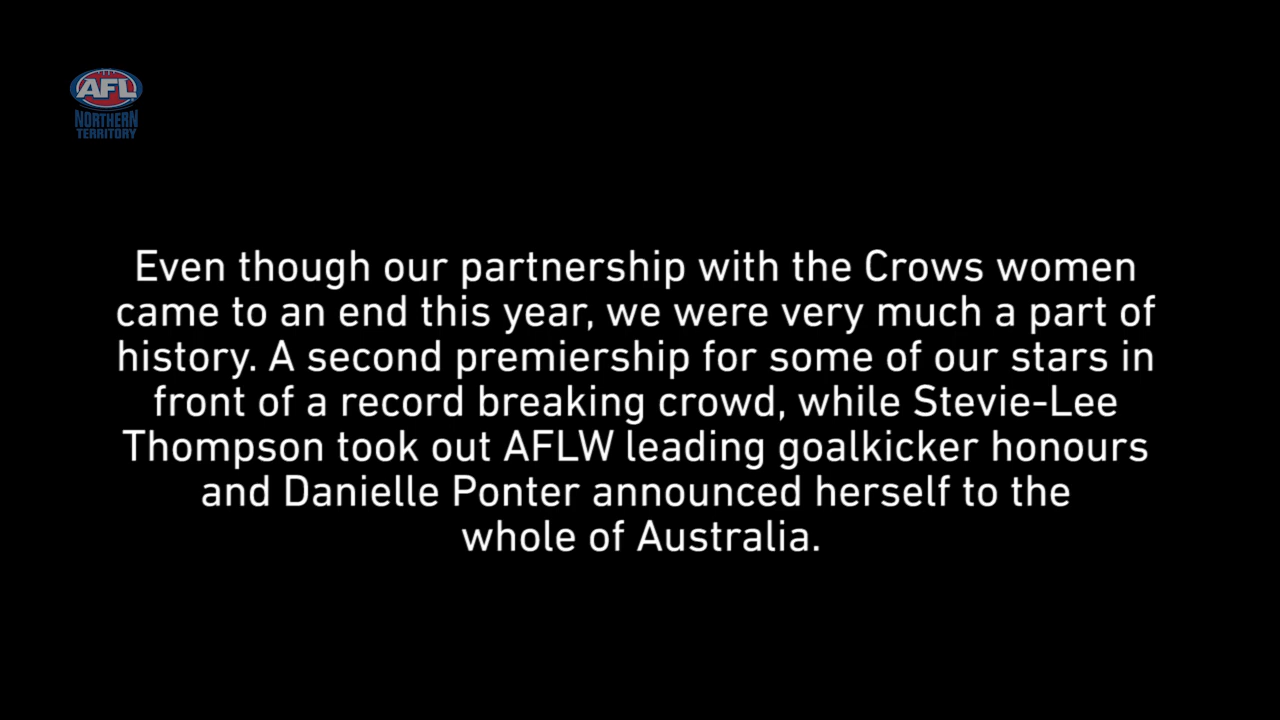 AFL
NORTHERN
TERRITORY
Even though our partnership with the Crows women
came to an end this year, we were very much a part of
history. A second premiership for some of our stars in
front of a record breaking crowd, while Stevie-Lee
Thompson took out AFLW leading goalkicker honours
and Danielle Ponter announced herself to the
whole of Australia.